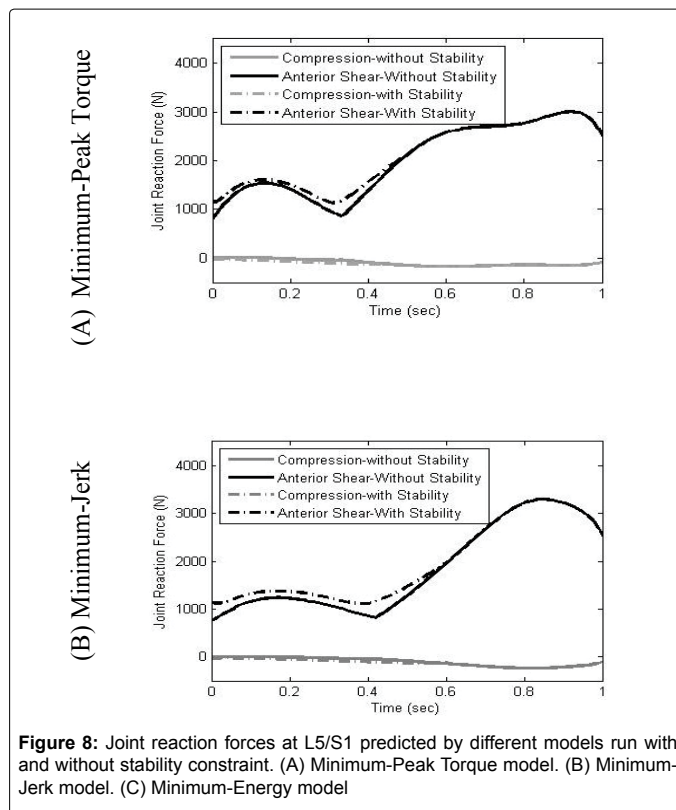 (A) Minimum-Peak Torque
Joint Reaction Force (N)
4000
3000
2000
1000
0
Compression-without Stability
Anterior Shear-Without Stability
Compression-with Stability
Anterior Shear-With Stability
0 0.2 0.4 0.6 0.8 1
Time (sec)
(B) Minimum-Jerk
Joint Reaction Force (N)
4000
3000
2000
1000
0
Compression-without Stability
Anterior Shear-Without Stability
Compression-with Stability
Anterior Shear-With Stability
0 0.2 0.4 0.6 0.8 1
Time (sec)
Figure 8: Joint reaction forces at L5/S1 predicted by different models run with
and without stability constraint. (A) Minimum-Peak Torque model. (B) Minimum-
Jerk model. (C) Minimum-Energy model